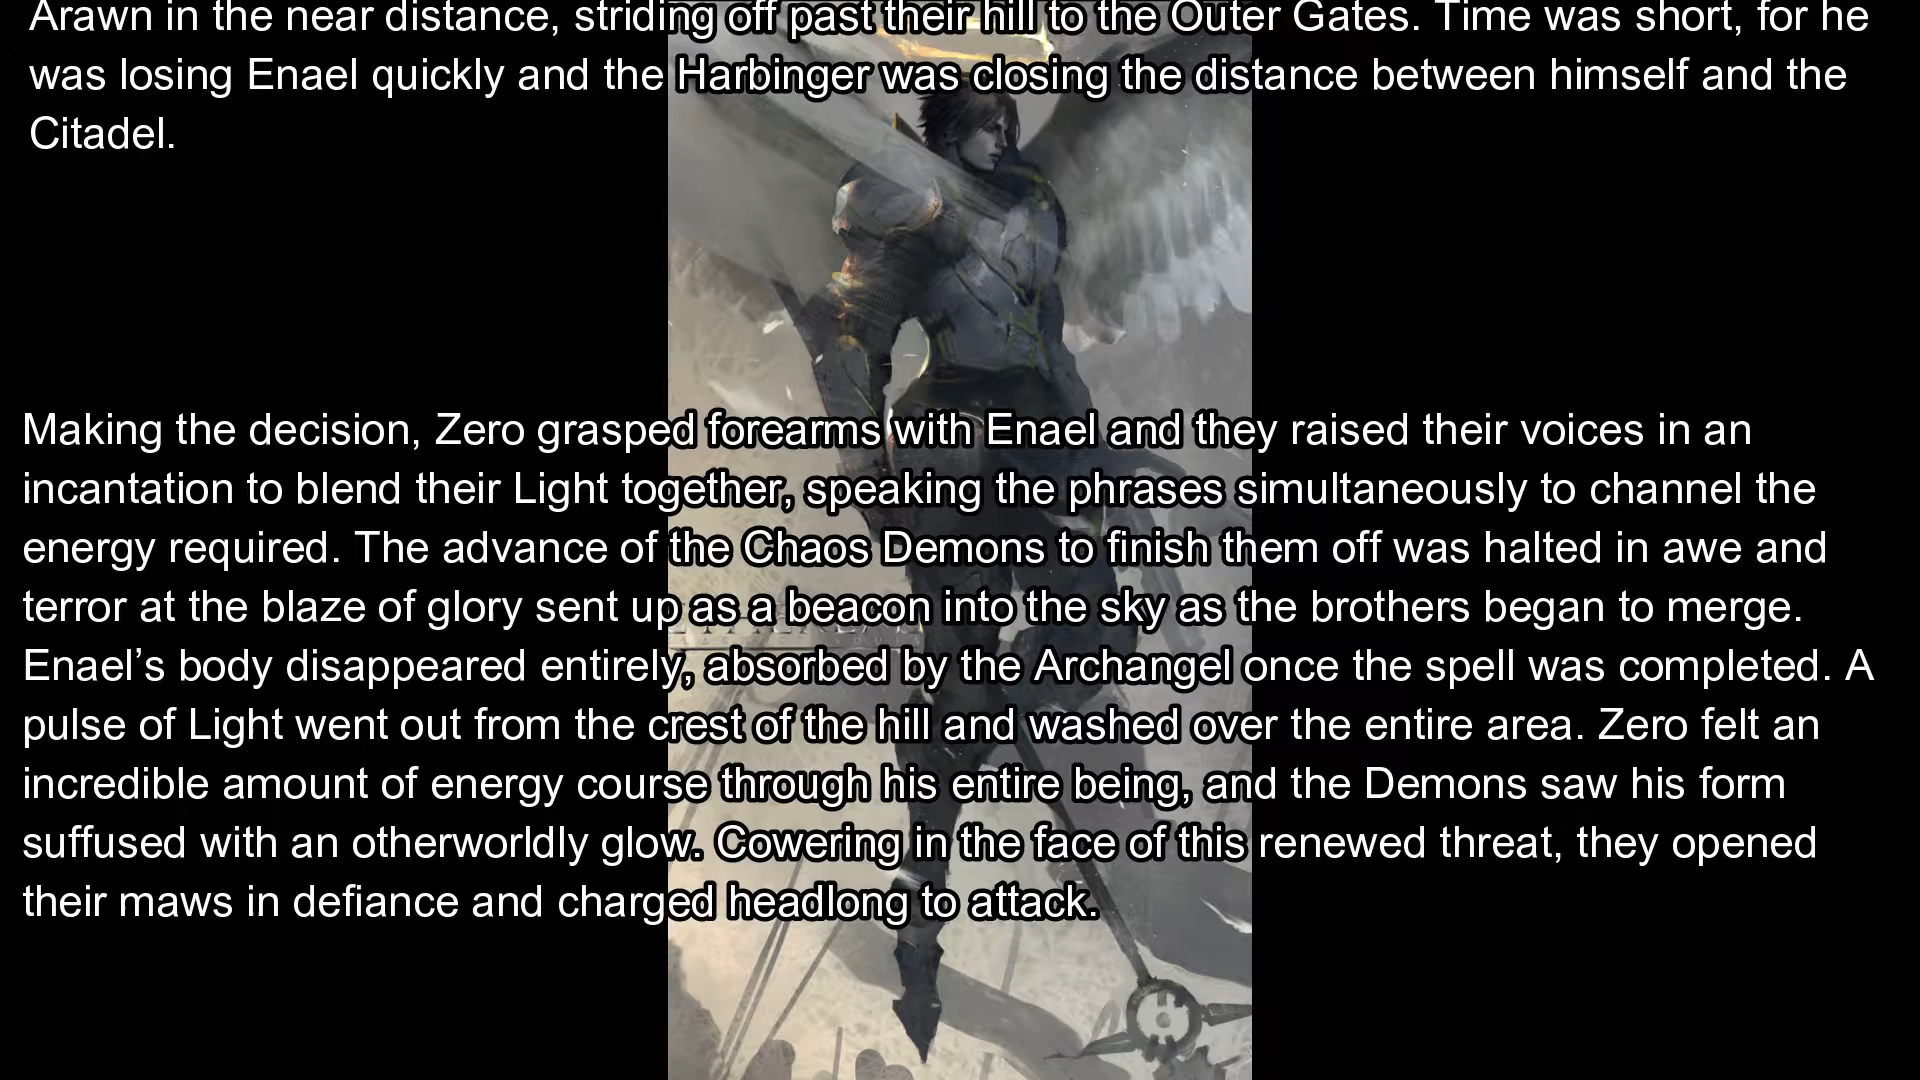 Arawn in the near distance, striding off past their hill to the Outer Gates. Time was short, for he
was losing Enael quickly and the Harbinger was closing the distance between himself and the
Citadel.
Making the decision, Zero grasped forearms with Enael and they raised their voices in an
incantation to blend their Light together, speaking the phrases simultaneously to channel the
energy required. The advance of the Chaos Demons to finish them off was halted in awe and
terror at the blaze of glory sent up as a beacon into the sky as the brothers began to merge.
Enael’s body disappeared entirely, absorbed by the Archangel once the spell was completed. A
pulse of Light went out from the crest of the hill and washed over the entire area. Zero felt an
incredible amount of energy course through his entire being, and the Demons saw his form
suffused with an otherworldly glow. Cowering in the face of this renewed threat, they opened
their maws in defiance and charged headlong to attack.